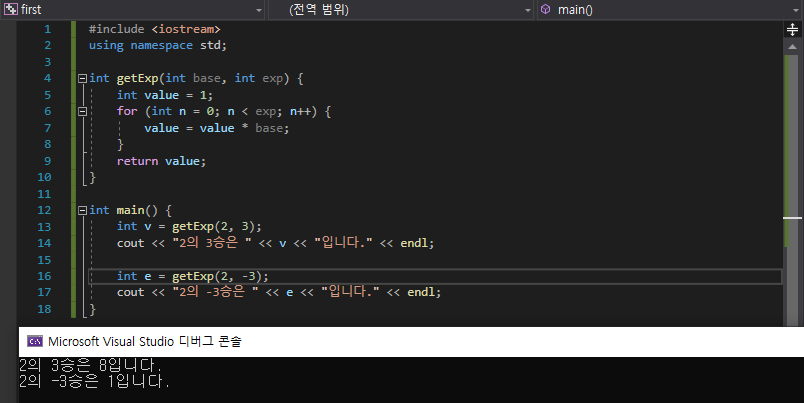 first (전역 범위) main()
1 #include <iostream>
2 using namespace std;
3
4 int getExp(int base, int exp) {
5 int value = 1;
6 for (int n = 0; n < exp; n++) {
7 value = value * base;
8 }
9 return value;
10 }
11
12 int main() {
13 int v = getExp(2, 3);
14 cout << "2의 3승은 " << v << "입니다." << endl;
15
16 int e = getExp(2, -3);
17 cout << "2의 -3승은 " << e << "입니다." << endl;
18 }
Microsoft Visual Studio 디버그 콘솔
2의 3승은 8입니다.
2의 -3승은 1입니다.